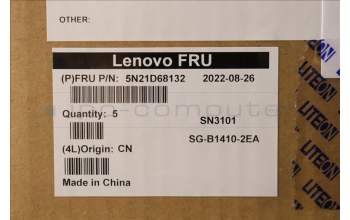 OTHER:
Lenovo FRU
(P)FRU P/N: 5N21D68132 2022-08-26
Quantity: 5 SN3101
SG-B1410-2EA
(4L)Origin: CN
Made in China
LITEON
LITEON
LITEON